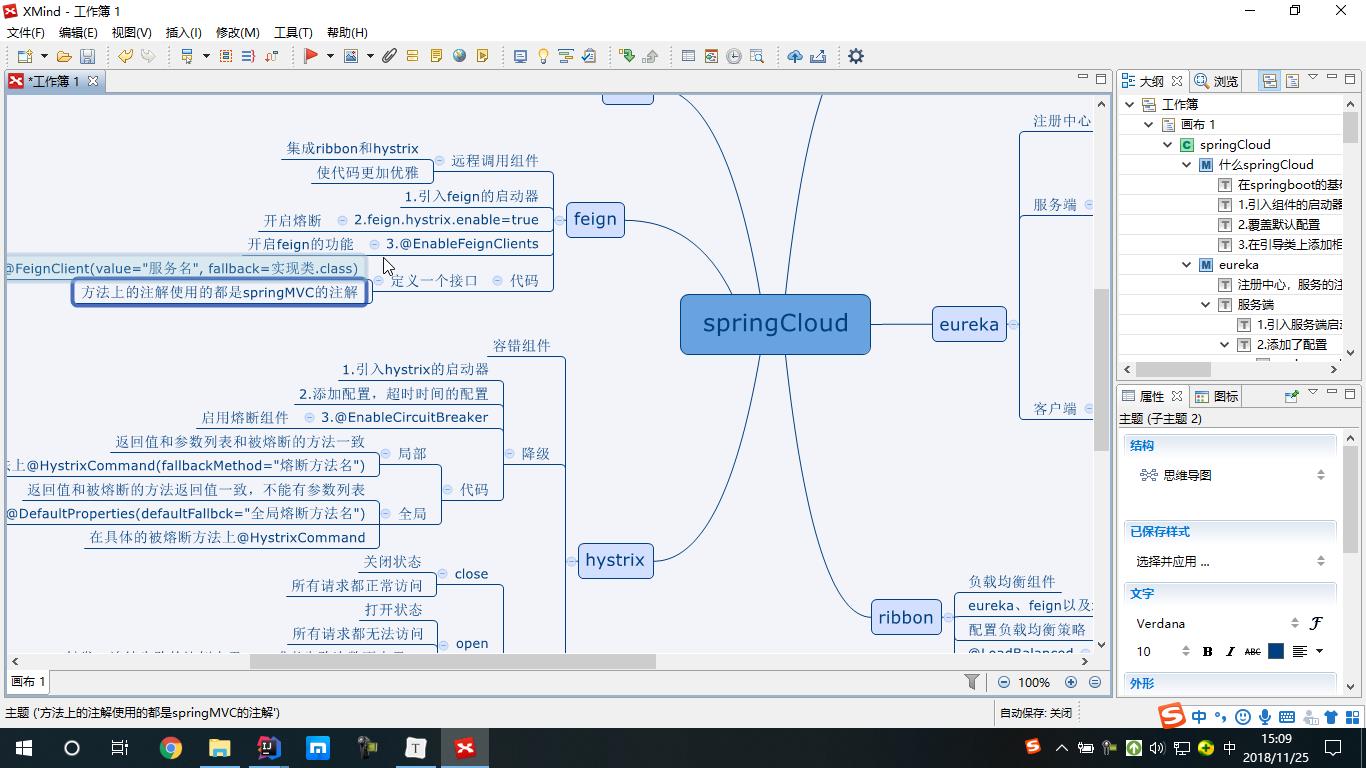 XMind - 工作簿 1
文件(F) 编辑(E) 视图(V) 插入(I) 修改(M) 工具(T) 帮助(H)
*工作簿 1
集成ribbon和hystrix
使代码更加优雅
远程调用组件
1.引入feign的启动器
开启熔断
2.feign.hystrix.enable=true
开启feign的功能
3.@EnableFeignClients
@FeignClient(value="服务名", fallback=实现类.class)
方法上的注解使用的都是springMVC的注解
定义一个接口
代码
feign
springCloud
容错组件
1.引入hystrix的启动器
2.添加配置，超时时间的配置
启用熔断组件
3.@EnableCircuitBreaker
返回值和参数列表和被熔断的方法一致
上@HystrixCommand(fallbackMethod="熔断方法名")
局部
返回值和被熔断的方法返回值一致，不能有参数列表
@DefaultProperties(defaultFallbck="全局熔断方法名")
在具体的被熔断方法上@HystrixCommand
全局
代码
降级
关闭状态
所有请求都正常访问
close
打开状态
所有请求都无法访问
open
hystrix
注册中心
服务端
客户端
eureka
负载均衡组件
eureka、feign以及
配置负载均衡策略
@LoadBalanced
ribbon
画布 1
100%
主题 ('方法上的注解使用的都是springMVC的注解')
自动保存: 关闭
大纲
浏览
工作簿
画布 1
springCloud
什么springCloud
在springboot的基
1.引入组件的启动器
2.覆盖默认配置
3.在引导类上添加相
eureka
注册中心，服务的注
服务端
1.引入服务端启
2.添加了配置
属性
图标
主题 (子主题 2)
结构
思维导图
已保存样式
选择并应用 ...
文字
Verdana
10
B I ABC
外形
中
中
15:09
2018/11/25